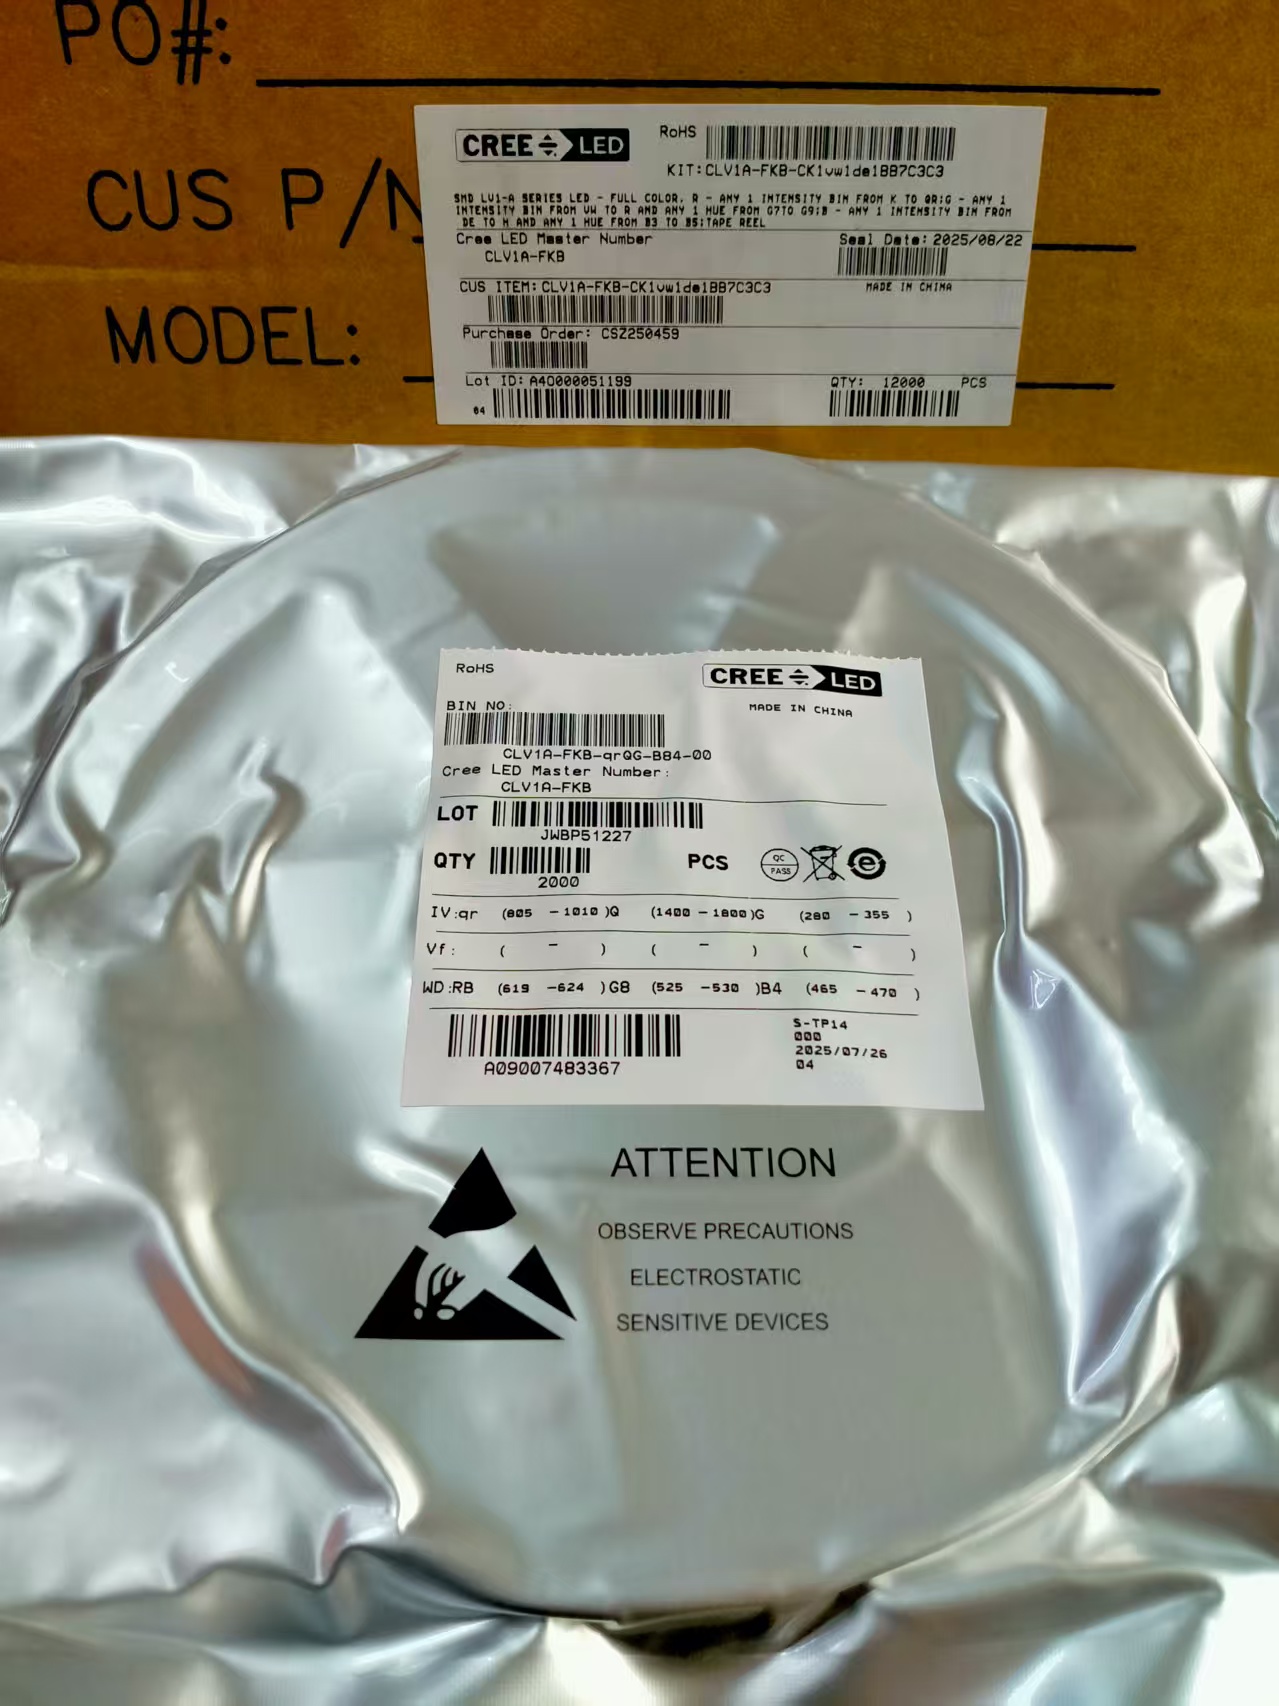 PO#:
CUS P/N
MODEL:
CREE LED
RoHS
KIT:CLV1A-FKB-CK1vw1de1BB7C3C3
SMD LV1-A SERIES LED - FULL COLOR, R - ANY 1 INTENSITY BIN FROM K TO QR;G - ANY 1
INTENSITY BIN FROM VW TO R AND ANY 1 HUE FROM G7TO G9;B - ANY 1 INTENSITY BIN FROM
DE TO H AND ANY 1 HUE FROM B3 TO B5;TAPE REEL
Cree LED Master Number
CLV1A-FKB
Seal Date: 2025/08/22
MADE IN CHINA
CUS ITEM: CLV1A-FKB-CK1vw1de1BB7C3C3
Purchase Order: CSZ250459
Lot ID: A40000051199
QTY: 12000 PCS
04
RoHS
CREE LED
MADE IN CHINA
BIN NO:
CLV1A-FKB-qrQG-B84-00
Cree LED Master Number:
CLV1A-FKB
LOT
JWBP51227
QTY
2000
PCS
QC
PASS
e
IV:qr (805 - 1010 )Q (1400 - 1800)G (280 - 355 )
Vf: ( - ) ( - ) ( - )
WD:RB (619 -624 )G8 (525 -530 )B4 (465 - 470 )
S-TP14
000
2025/07/26
04
A09007483367
ATTENTION
OBSERVE PRECAUTIONS
ELECTROSTATIC
SENSITIVE DEVICES